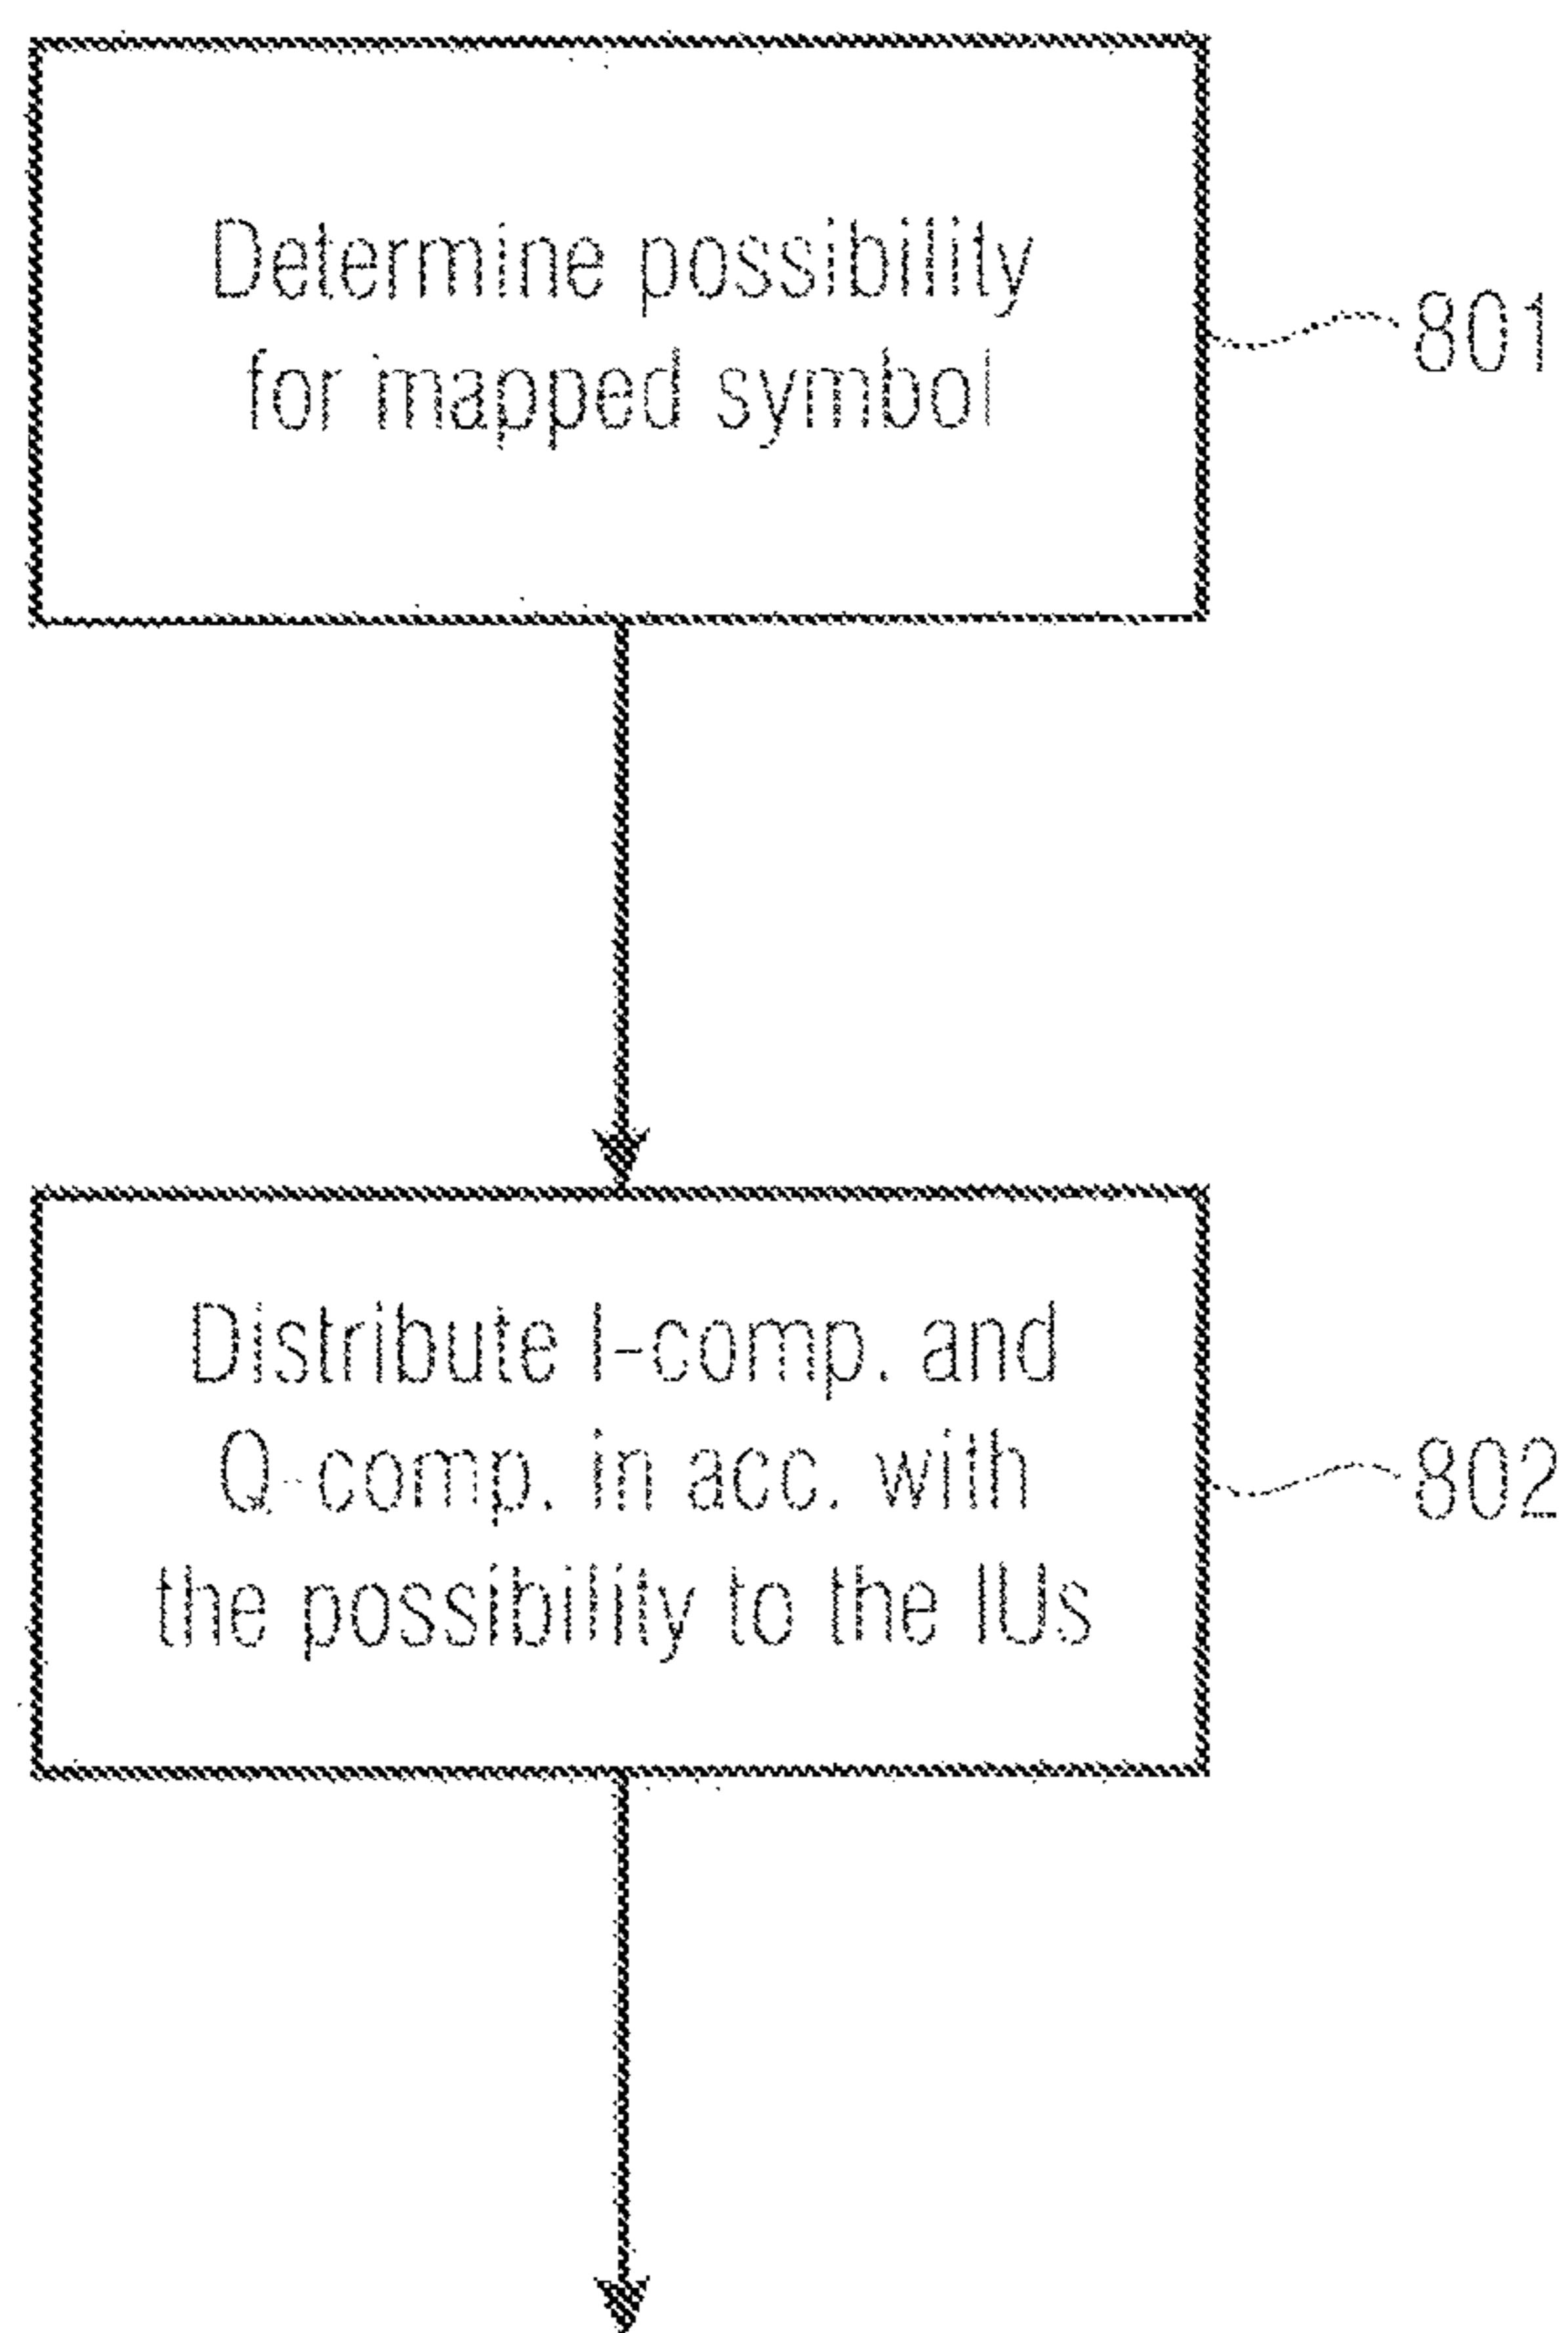 Determine possibility
for mapped symbol
801
Distribute I-comp. and
Q-comp. in acc. with
the possibility to the IUs
802